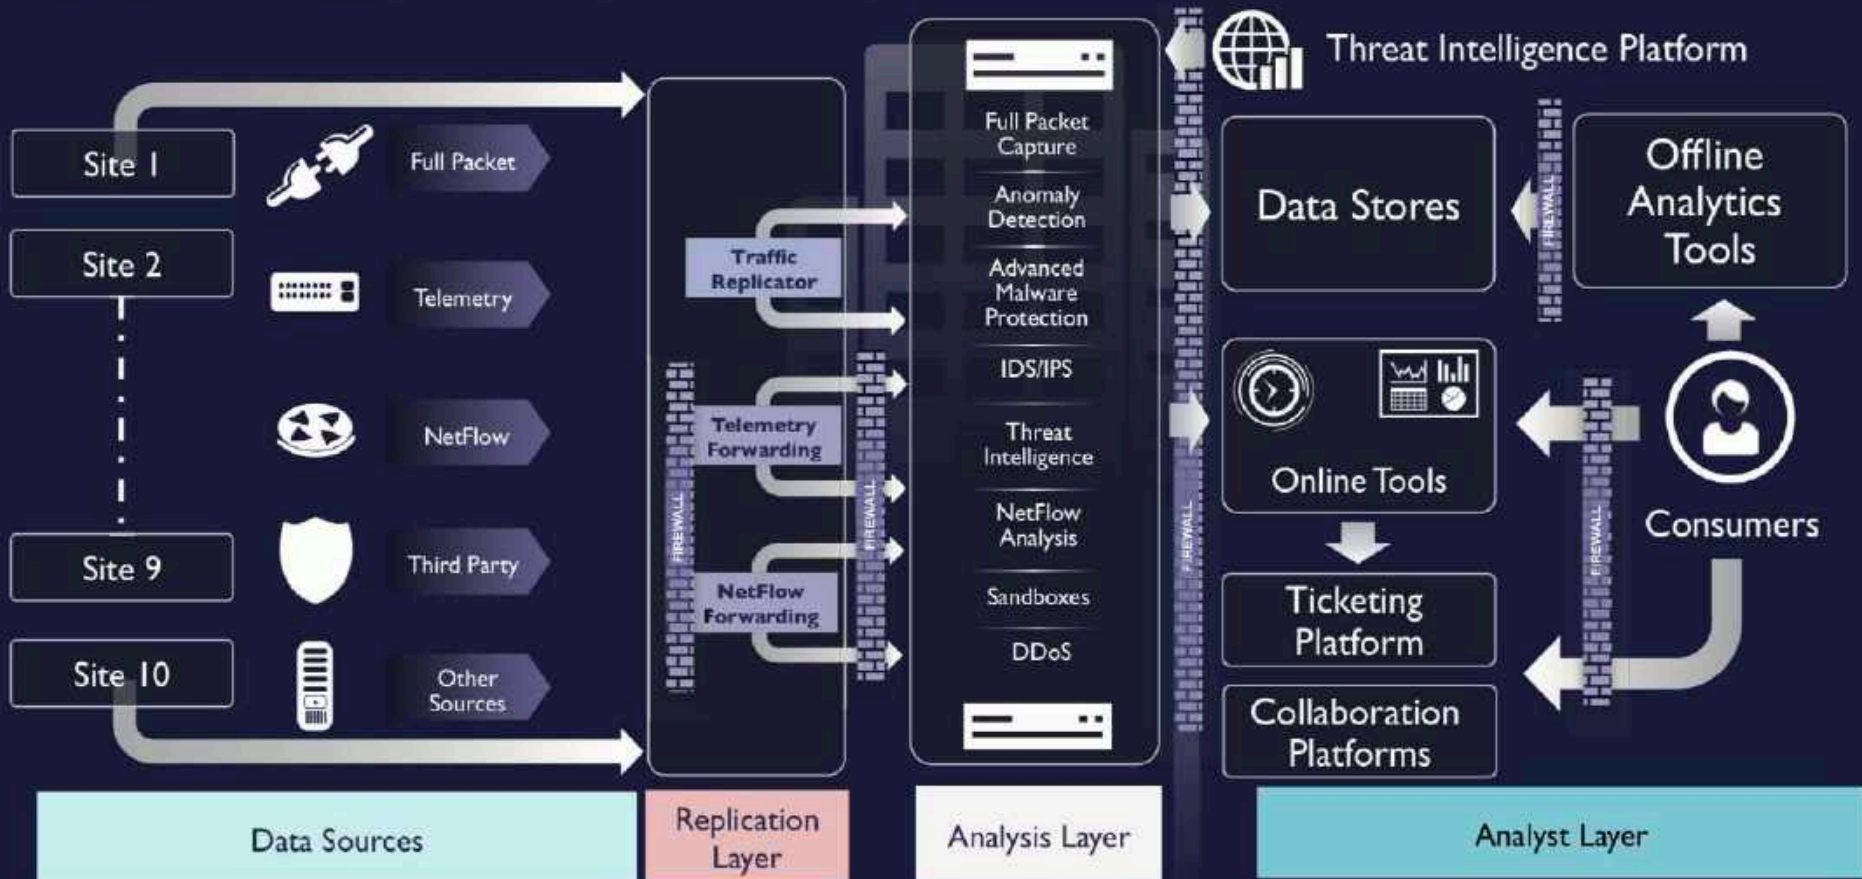 Threat Intelligence Platform
Site 1
Site 2
Site 9
Site 10
Full Packet
Telemetry
NetFlow
Third Party
Other
Sources
Traffic
Replicator
Telemetry
Forwarding
NetFlow
Forwarding
FIREWALL
FIREWALL
Full Packet
Capture
Anomaly
Detection
Advanced
Malware
Protection
IDS/IPS
Threat
Intelligence
NetFlow
Analysis
Sandboxes
DDoS
FIREWALL
Data Stores
FIREWALL
Offline
Analytics
Tools
Online Tools
FIREWALL
Consumers
Ticketing
Platform
Collaboration
Platforms
Data Sources
Replication
Layer
Analysis Layer
Analyst Layer